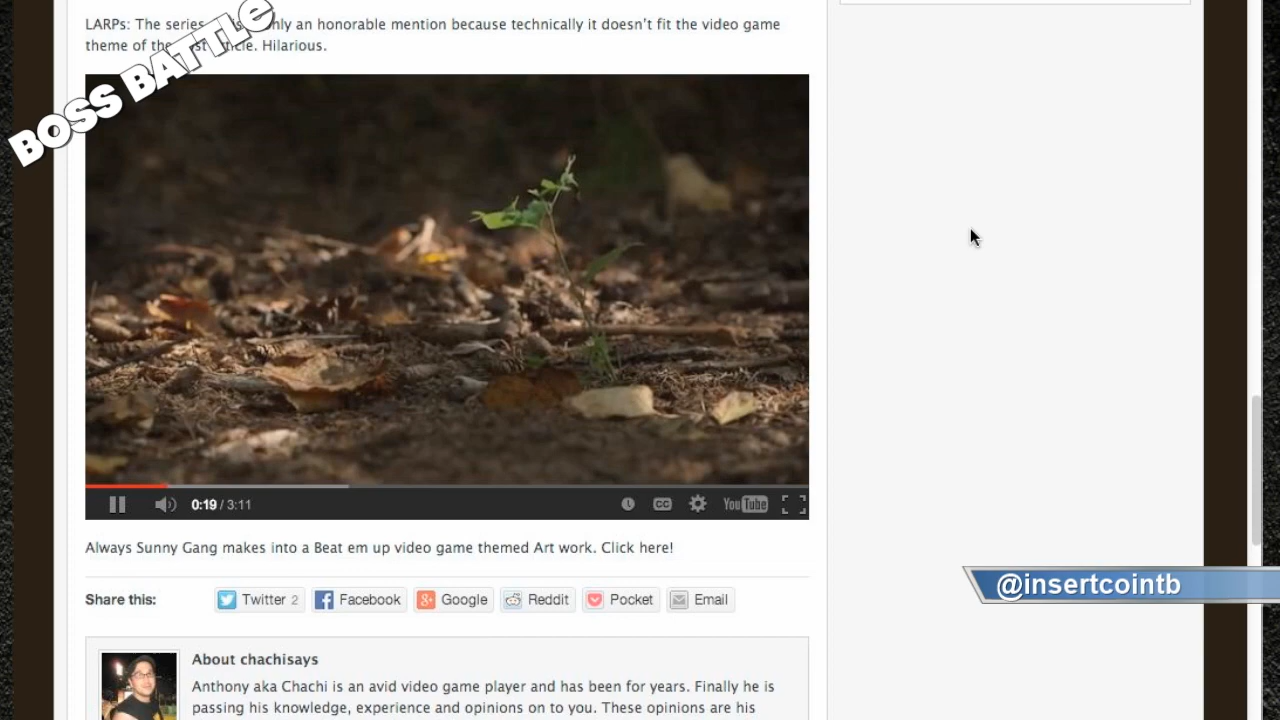 LARPs: The series is only an honorable mention because technically it doesn't fit the video game
theme of the article. Hilarious.
BOSS BATTLE
0:19 / 3:11
CC
YouTube
Always Sunny Gang makes into a Beat em up video game themed Art work. Click here!
@insertcointb
Share this:
Twitter 2
Facebook
Google
Reddit
Pocket
Email
About chachisays
Anthony aka Chachi is an avid video game player and has been for years. Finally he is
passing his knowledge, experience and opinions on to you. These opinions are his